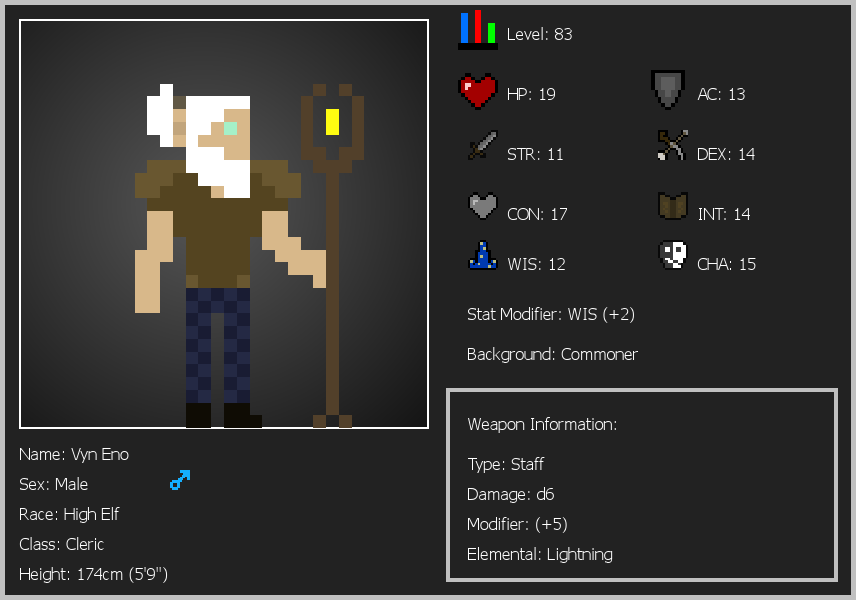 Level: 83
HP: 19
AC: 13
STR: 11
DEX: 14
CON: 17
INT: 14
WIS: 12
CHA: 15
Stat Modifier: WIS (+2)
Background: Commoner
Weapon Information:
Type: Staff
Damage: d6
Modifier: (+5)
Elemental: Lightning
Name: Vyn Eno
Sex: Male
Race: High Elf
Class: Cleric
Height: 174cm (5'9")